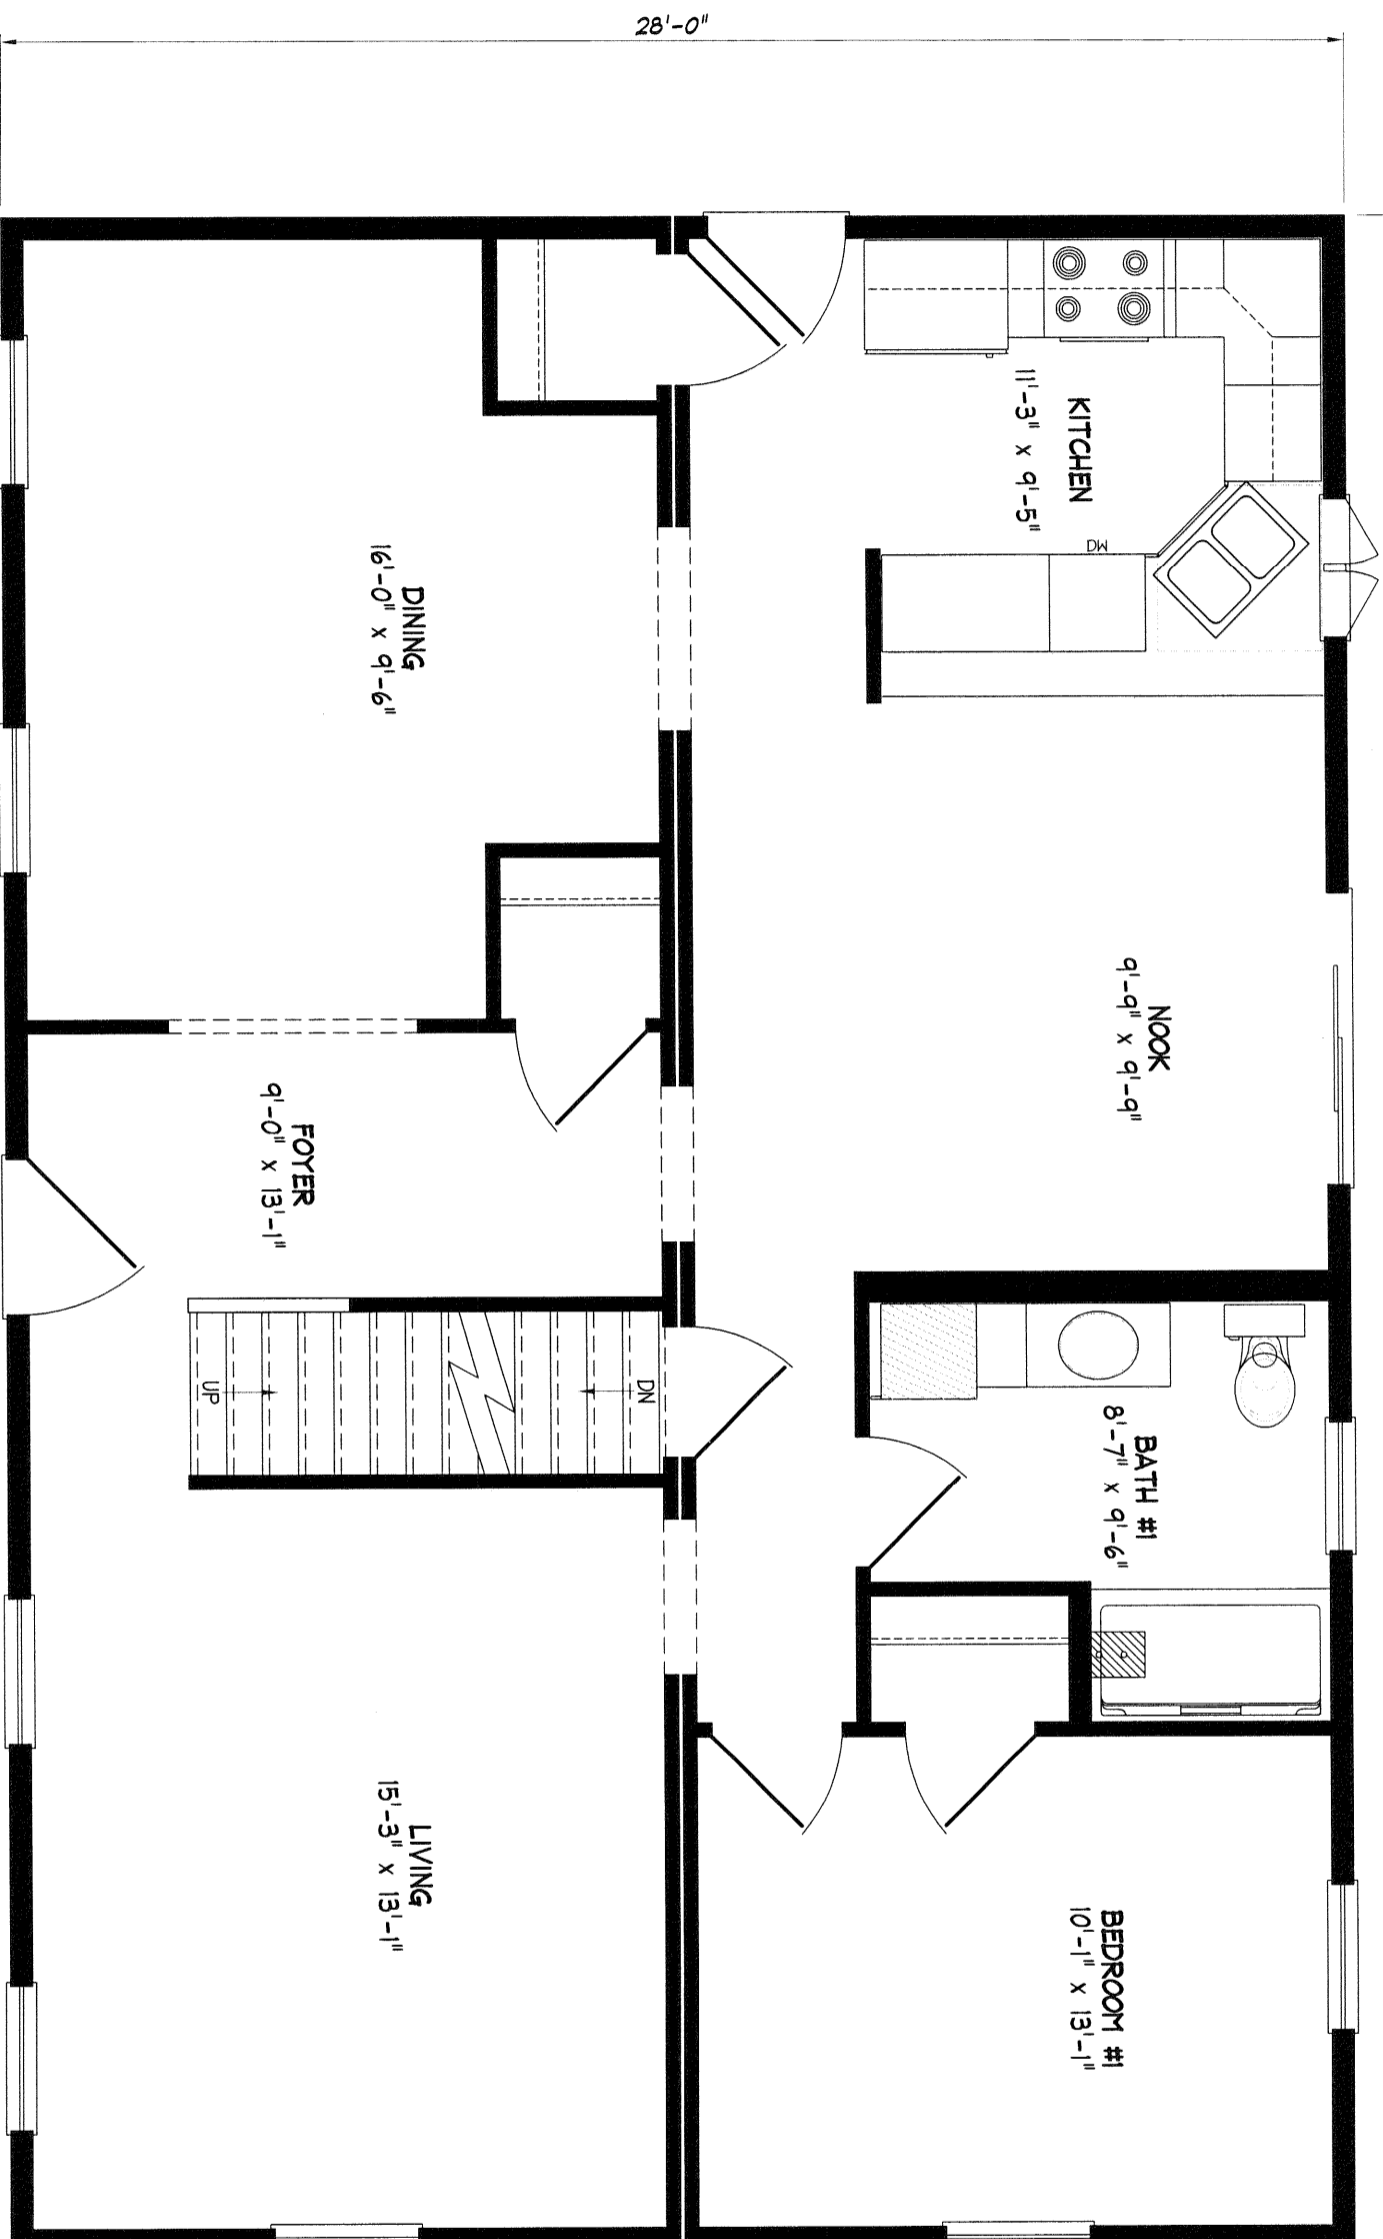 28'-0"
KITCHEN
11'-3" x 9'-5"
DW
NOOK
9'-9" x 9'-9"
BATH #1
8'-7" x 9'-6"
BEDROOM #1
10'-1" x 13'-1"
DINING
16'-0" x 9'-6"
FOYER
9'-0" x 13'-1"
DN
UP
LIVING
15'-3" x 13'-1"